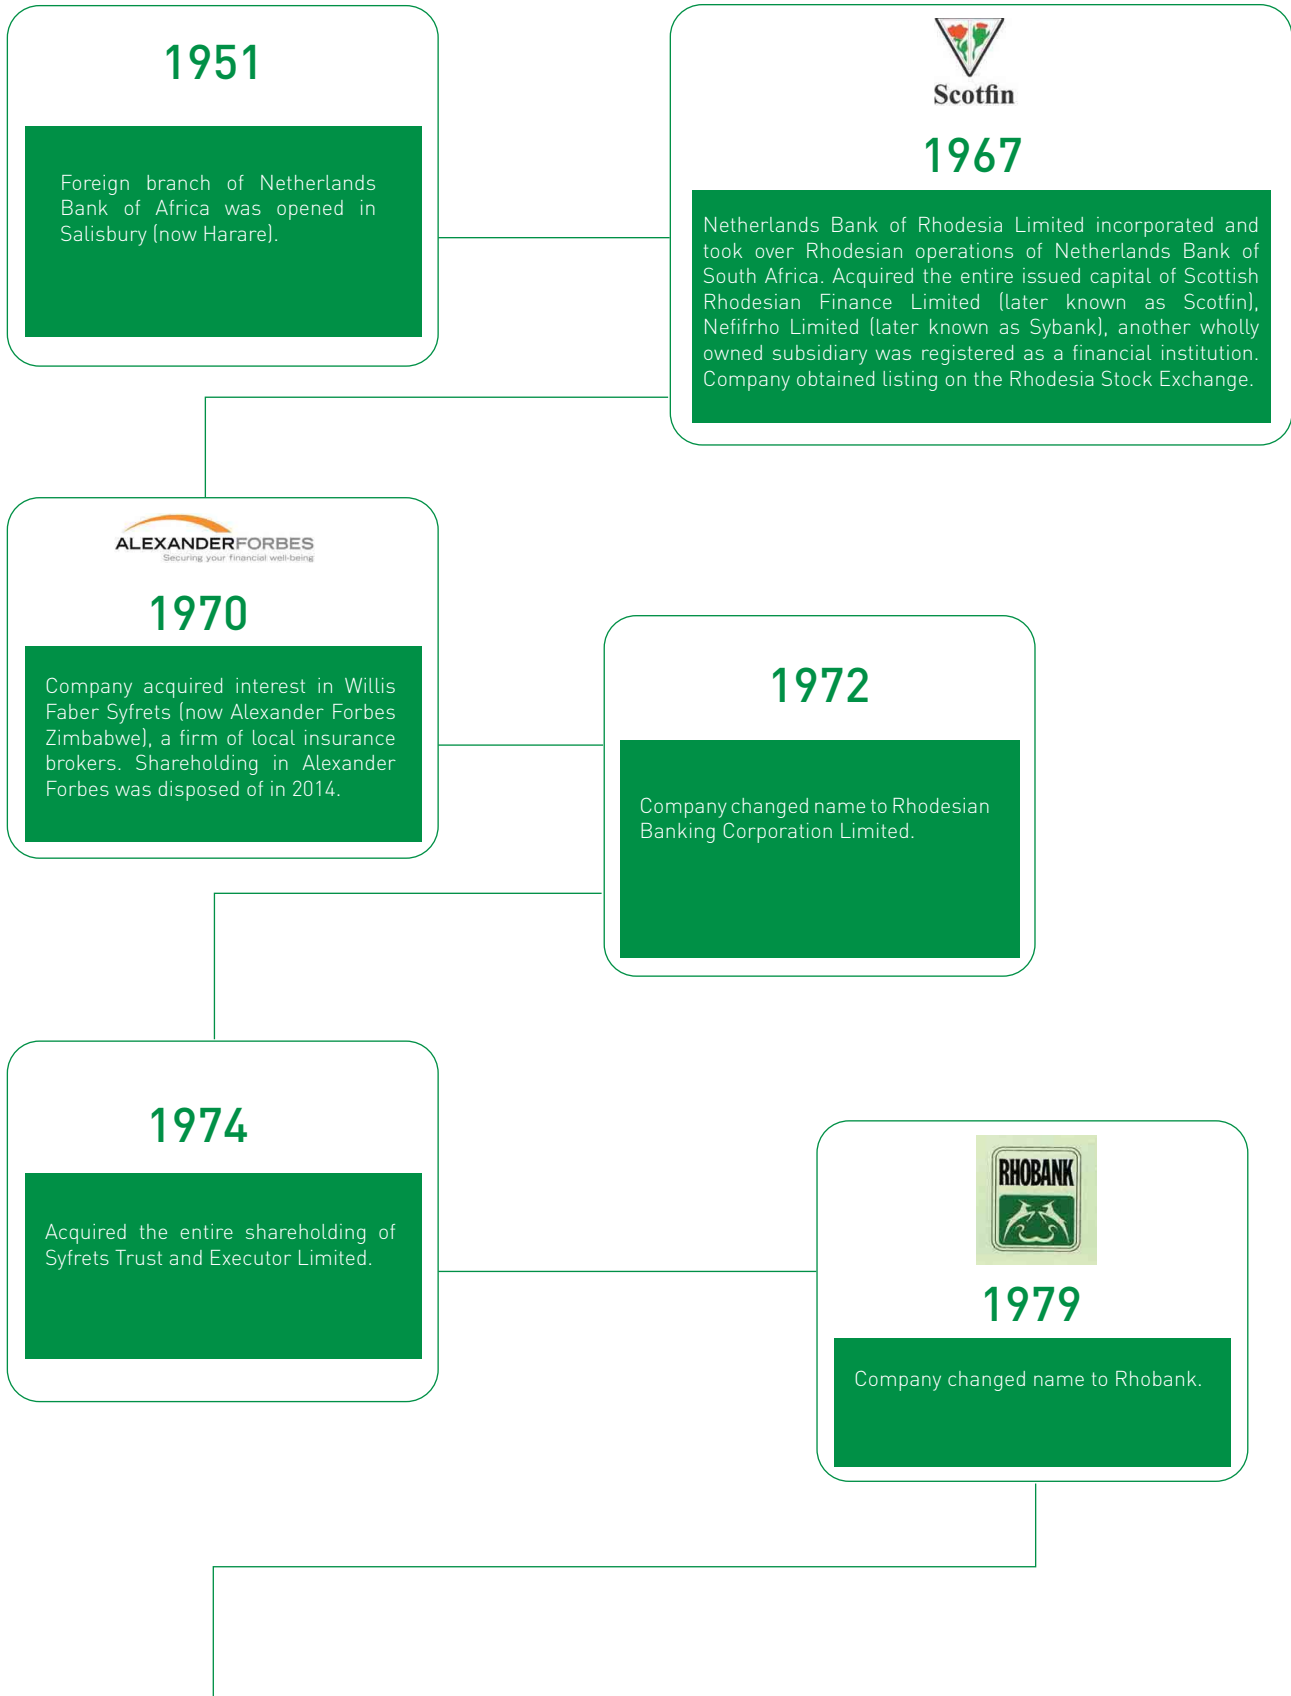 1951
Foreign branch of Netherlands
Bank of Africa was opened in
Salisbury (now Harare).
Scotfin
1967
Netherlands Bank of Rhodesia Limited incorporated and
took over Rhodesian operations of Netherlands Bank of
South Africa. Acquired the entire issued capital of Scottish
Rhodesian Finance Limited (later known as Scotfin),
Nefifrho Limited (later known as Sybank), another wholly
owned subsidiary was registered as a financial institution.
Company obtained listing on the Rhodesia Stock Exchange.
ALEXANDERFORBES
Securing your financial well-being
1970
Company acquired interest in Willis
Faber Syfrets (now Alexander Forbes
Zimbabwe), a firm of local insurance
brokers. Shareholding in Alexander
Forbes was disposed of in 2014.
1972
Company changed name to Rhodesian
Banking Corporation Limited.
1974
Acquired the entire shareholding of
Syfrets Trust and Executor Limited.
RHOBANK
1979
Company changed name to Rhobank.